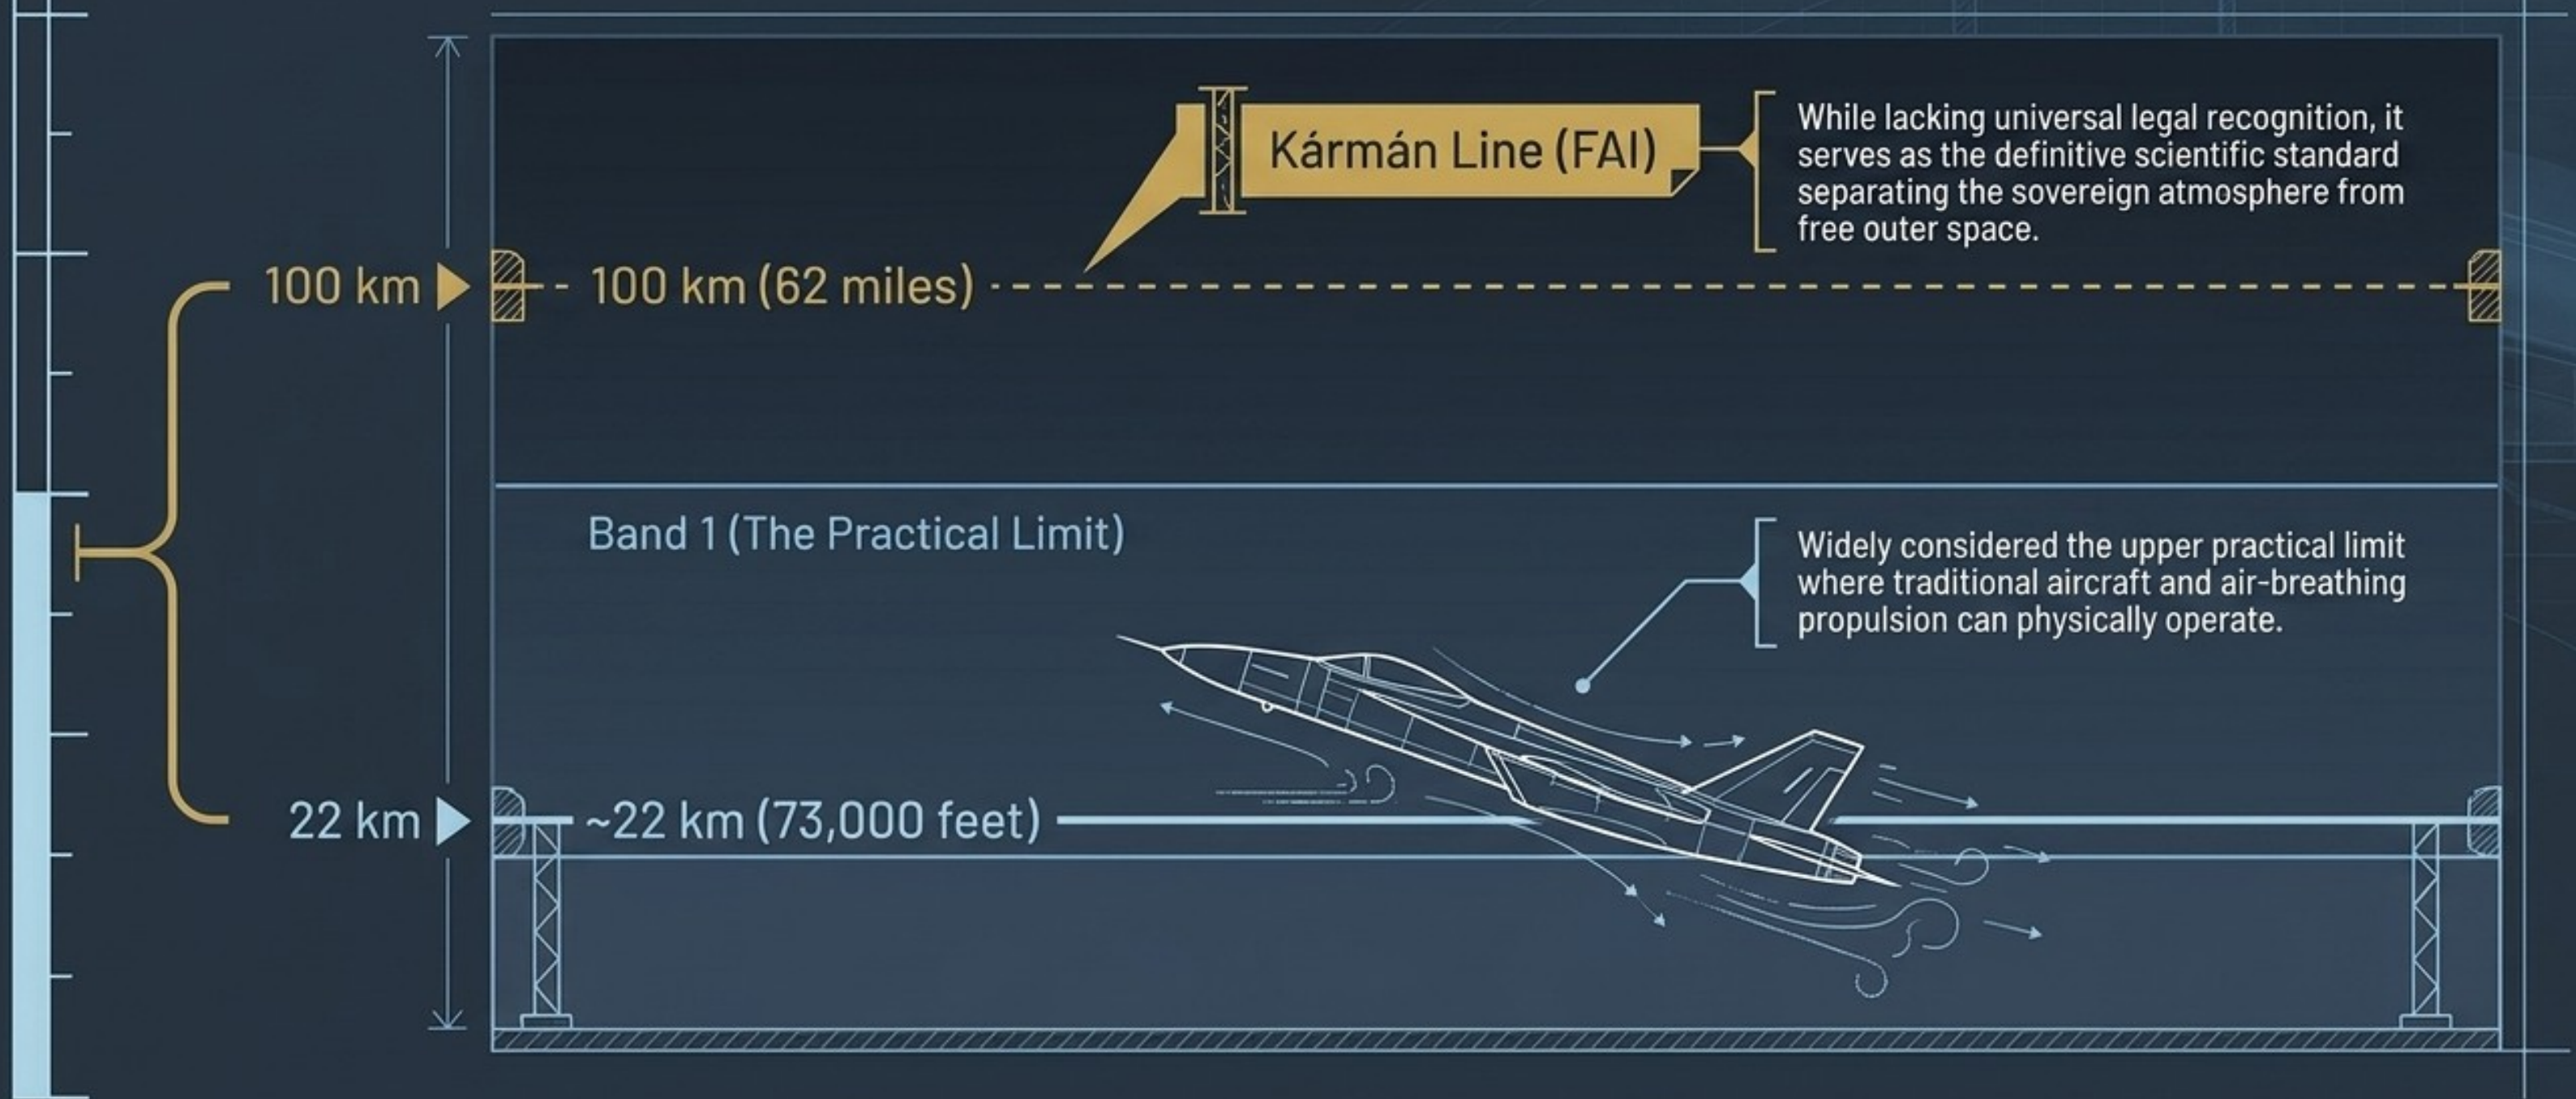 Kármán Line (FAI)
While lacking universal legal recognition, it
serves as the definitive scientific standard
separating the sovereign atmosphere from
free outer space.
100 km
100 km (62 miles)
Band 1 (The Practical Limit)
Widely considered the upper practical limit
where traditional aircraft and air-breathing
propulsion can physically operate.
22 km
~22 km (73,000 feet)